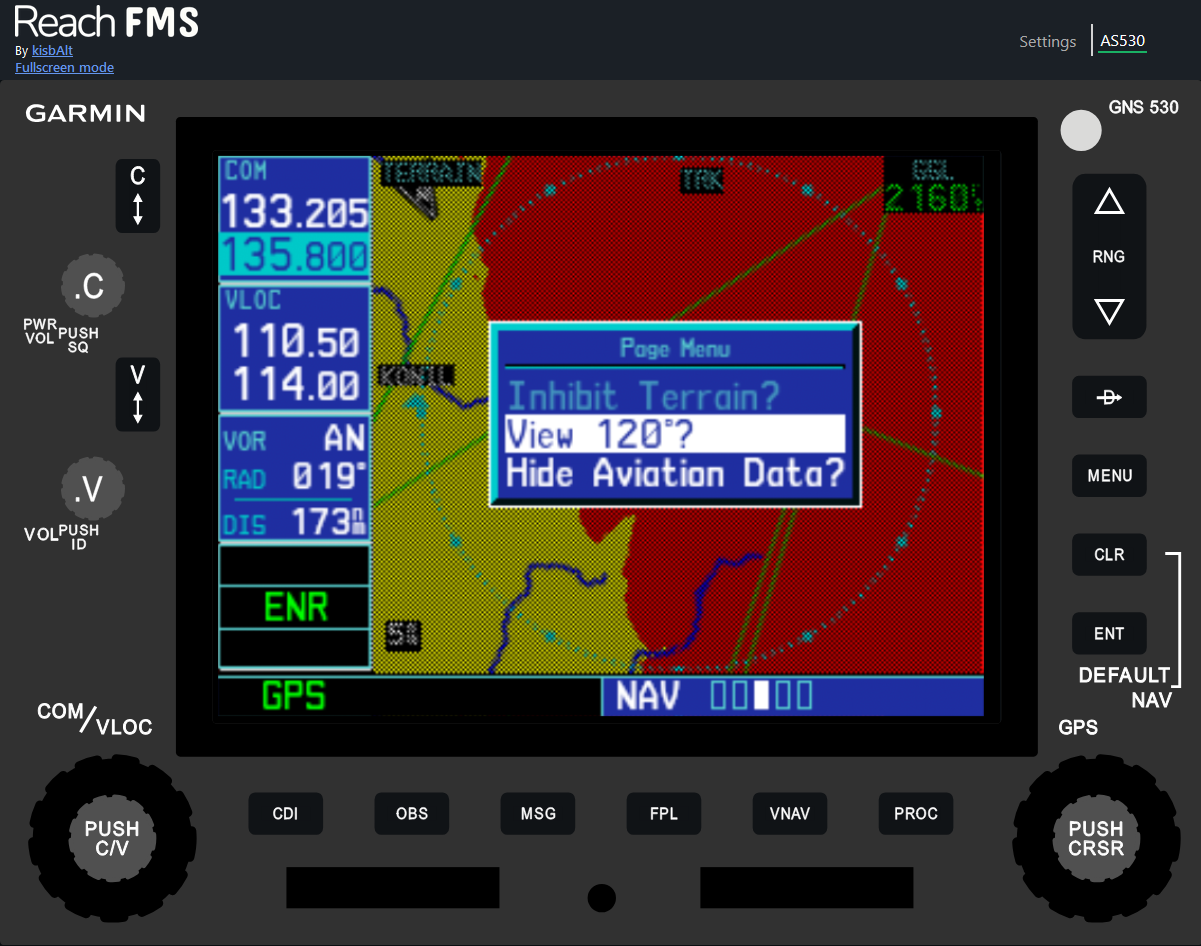 Reach FMS
By kisbAlt
Fullscreen mode
Settings
AS530
GARMIN
GNS 530
C
.C
PWR
VOL
PUSH
SQ
V
.V
VOL
PUSH
ID
COM/VLOC
PUSH
C/V
COM
133.205
135.800
VLOC
110.50
114.00
VOR AN
RAD 019°
DIS 173nm
ENR
GPS
TERRAIN
TRK
GSL
2160ft
Page Menu
Inhibit Terrain?
View 120°?
Hide Aviation Data?
NAV
RNG
MENU
CLR
ENT
DEFAULT
NAV
GPS
PUSH
CRSR
CDI
OBS
MSG
FPL
VNAV
PROC